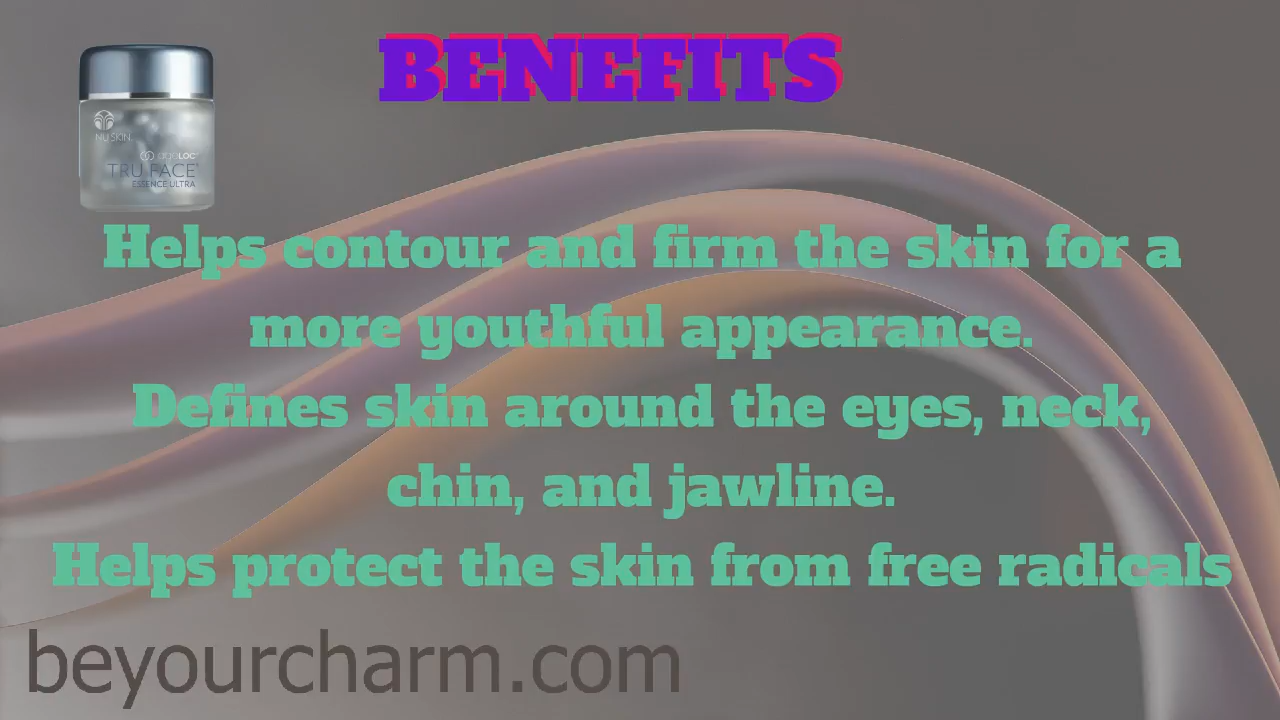 BENEFITS
NU SKIN
ageLOC
TRU FACE
ESSENCE ULTRA
Helps contour and firm the skin for a
more youthful appearance.
Defines skin around the eyes, neck,
chin, and jawline.
Helps protect the skin from free radicals
beyourcharm.com